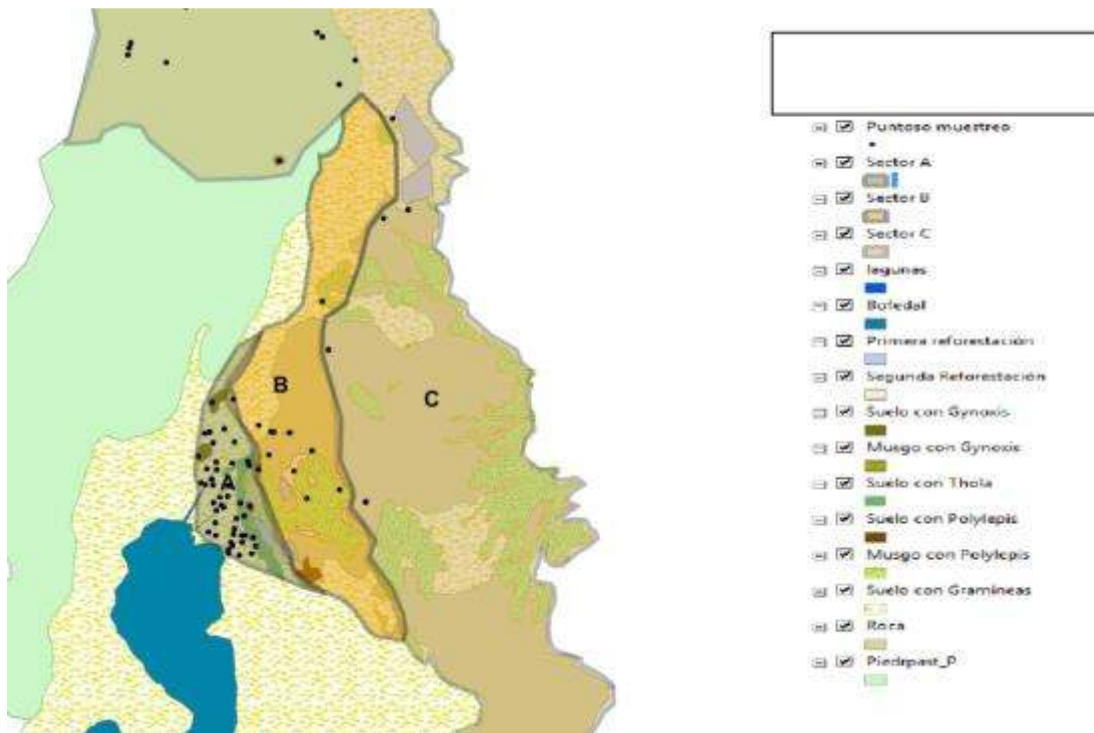 B
C
A
Puntoso muestreo
Sector A
Sector B
Sector C
lagunas
Bofedal
Primera reforestación
Segunda Reforestación
Suelo con Gynoxis
Musgo con Gynoxis
Suelo con Thola
Suelo con Polylepis
Musgo con Polylepis
Suelo con Gramíneas
Roca
Piedrpast_P